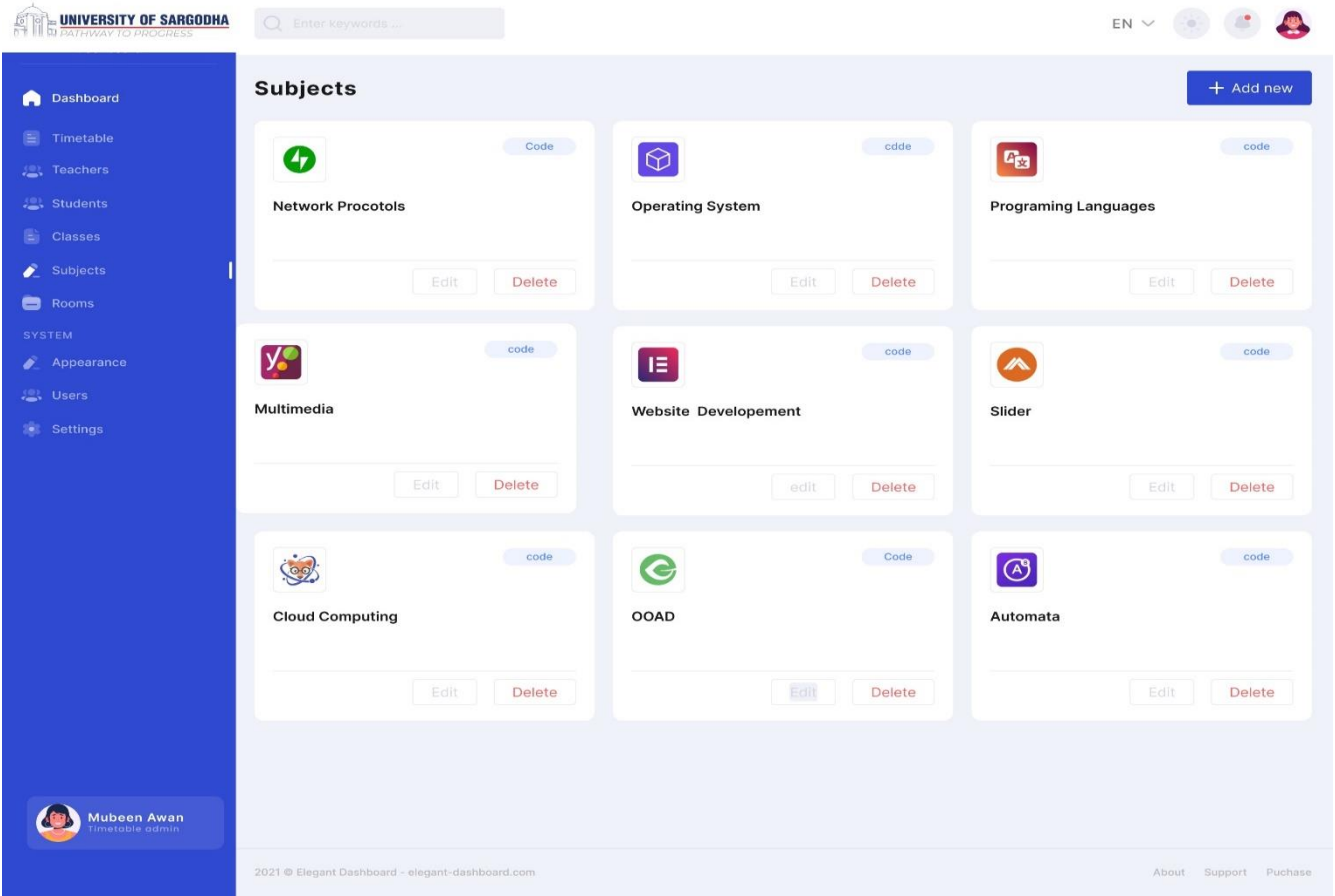 UNIVERSITY OF SARGODHA
PATHWAY TO PROGRESS
Enter keywords ...
EN
Dashboard
Timetable
Teachers
Students
Classes
Subjects
Rooms
SYSTEM
Appearance
Users
Settings
Mubeen Awan
Timetable admin
Subjects
+ Add new
Code
Network Procotols
Edit Delete
cdde
Operating System
Edit Delete
code
Programing Languages
Edit Delete
code
Multimedia
Edit Delete
code
Website Developement
edit Delete
code
Slider
Edit Delete
code
Cloud Computing
Edit Delete
Code
OOAD
Edit Delete
code
Automata
Edit Delete
2021 © Elegant Dashboard - elegant-dashboard.com
About Support Puchase